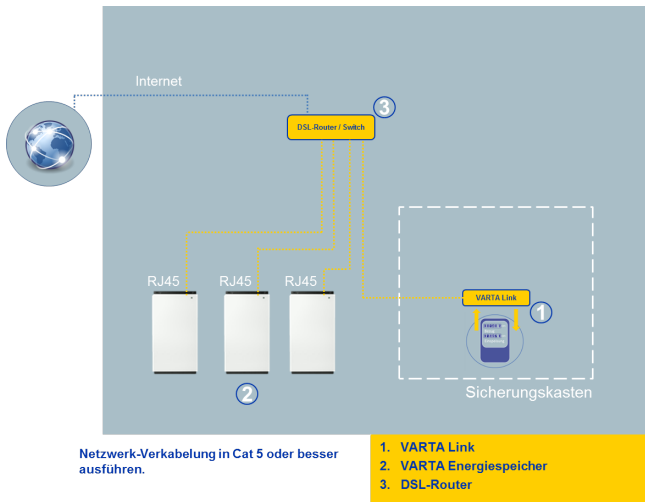 Internet
3
DSL-Router / Switch
RJ45 RJ45 RJ45
VARTA Link
1
2
Sicherungskasten
Netzwerk-Verkabelung in Cat 5 oder besser
ausführen.
1. VARTA Link
2. VARTA Energiespeicher
3. DSL-Router